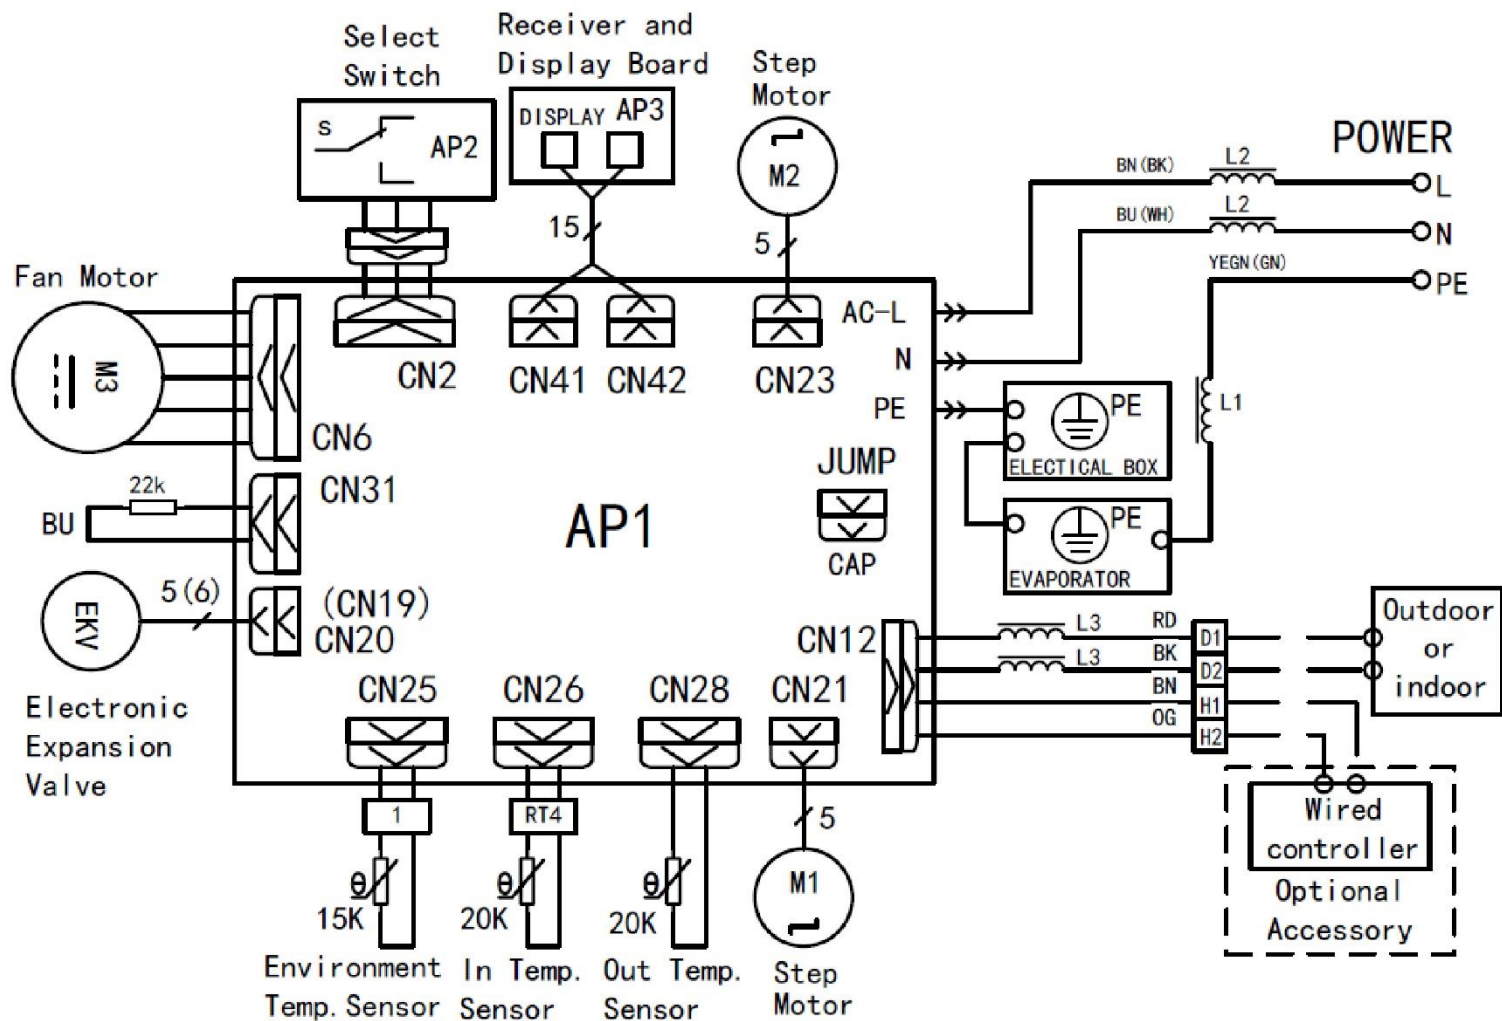 Select
Switch
Receiver and
Display Board
Step
Motor
POWER
S
AP2
DISPLAY
AP3
M2
BN(BK)
L2
L
BU(WH)
L2
N
YEGN(GN)
PE
15
5
Fan Motor
M3
AC-L
N
PE
CN2
CN41
CN42
CN23
CN6
PE
ELECTICAL BOX
L1
JUMP
CAP
22k
BU
CN31
AP1
PE
EVAPORATOR
EKV
5(6)
(CN19)
CN20
CN12
L3
RD
D1
L3
BK
D2
BN
H1
OG
H2
Outdoor
or
indoor
Electronic
Expansion
Valve
CN25
CN26
CN28
CN21
1
RT4
5
Wired
controller
Optional
Accessory
θ
15K
θ
20K
θ
20K
M1
Environment
Temp. Sensor
In Temp.
Sensor
Out Temp.
Sensor
Step
Motor